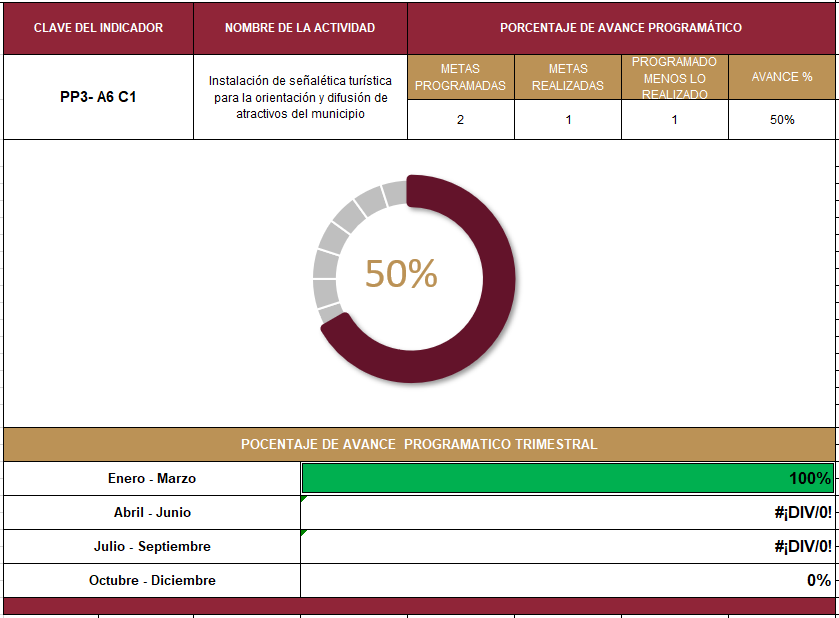 CLAVE DEL INDICADOR
NOMBRE DE LA ACTIVIDAD
PORCENTAJE DE AVANCE PROGRAMÁTICO
PP3- A6 C1
Instalación de señalética turística
para la orientación y difusión de
atractivos del municipio
METAS
PROGRAMADAS
METAS
REALIZADAS
PROGRAMADO
MENOS LO
REALIZADO
AVANCE %
2
1
1
50%
50%
POCENTAJE DE AVANCE  PROGRAMATICO TRIMESTRAL
Enero - Marzo
100%
Abril - Junio
#¡DIV/0!
Julio - Septiembre
#¡DIV/0!
Octubre - Diciembre
0%